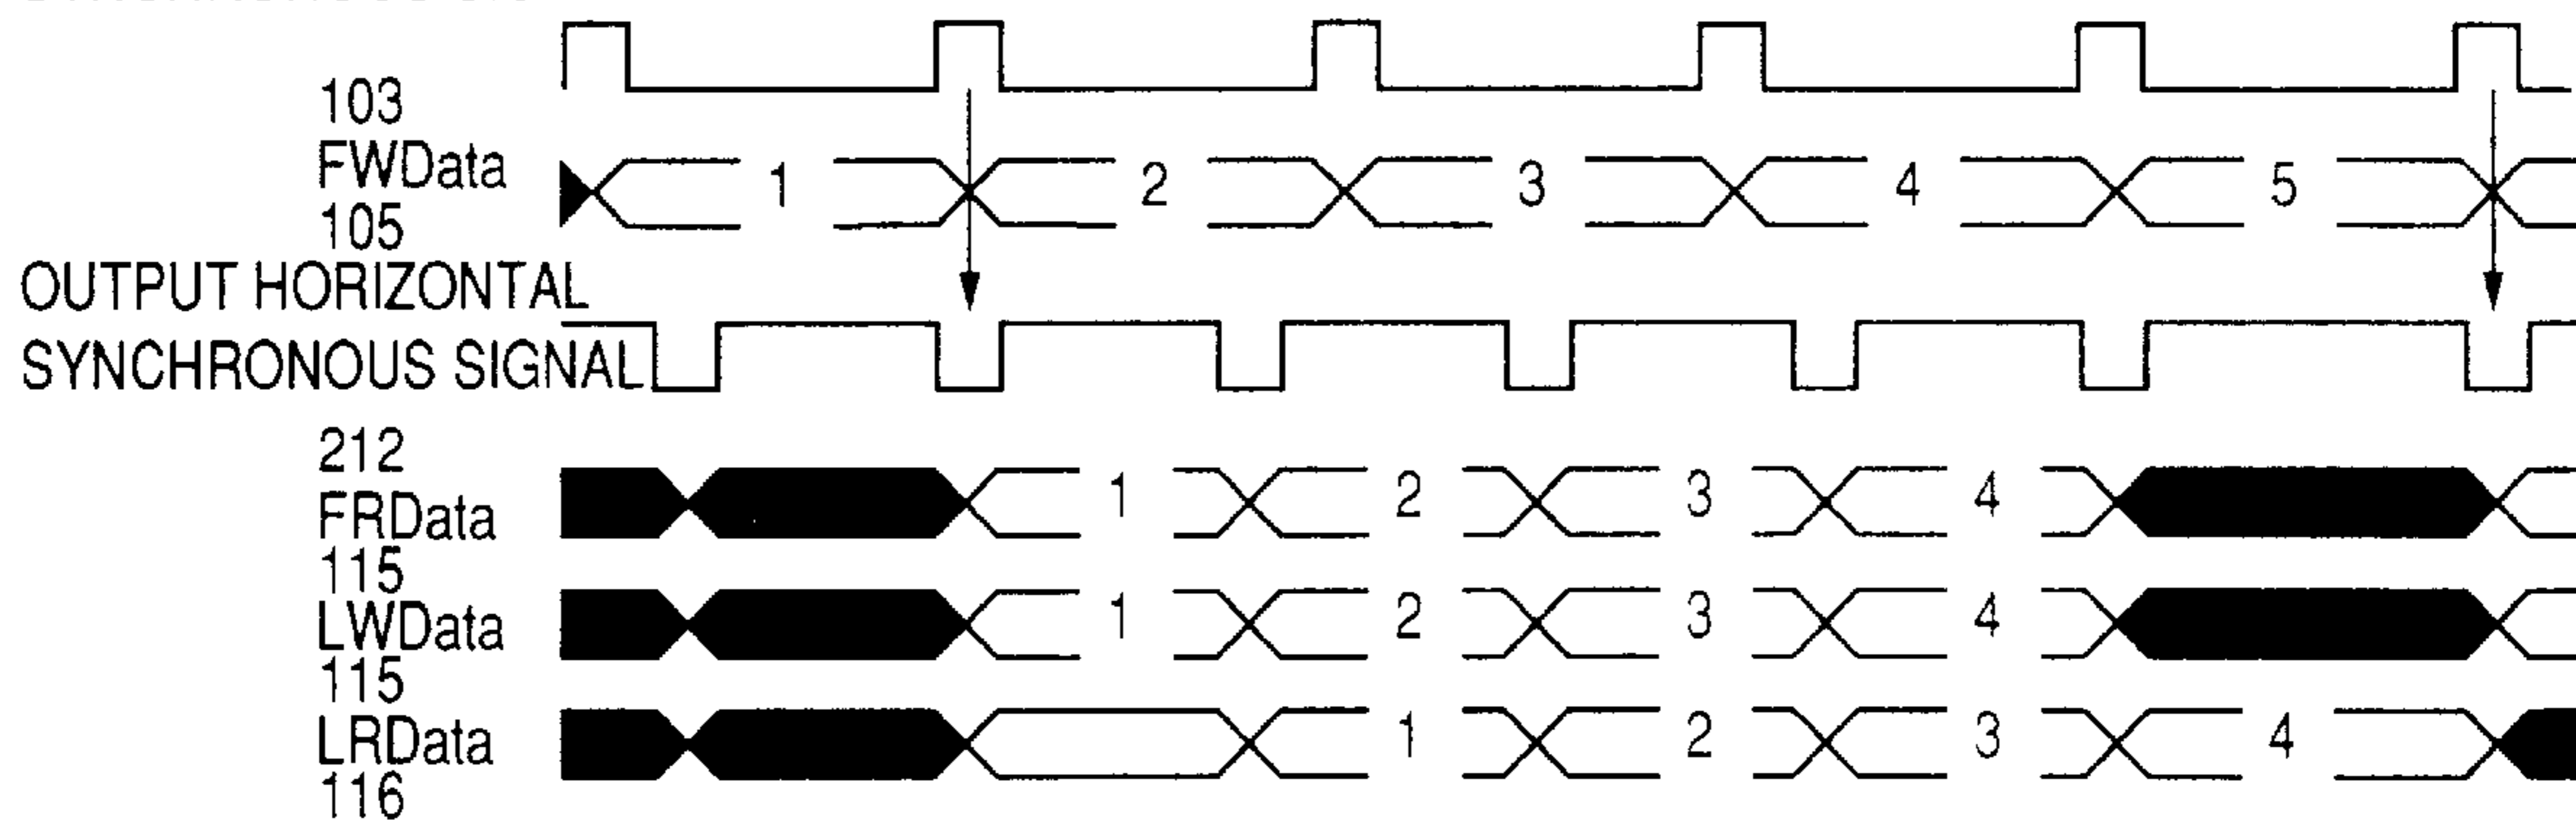 103
FWData 1 2 3 4 5
105
OUTPUT HORIZONTAL
SYNCHRONOUS SIGNAL
212
FRData 1 2 3 4
115
LWData 1 2 3 4
115
LRData 1 2 3 4
116